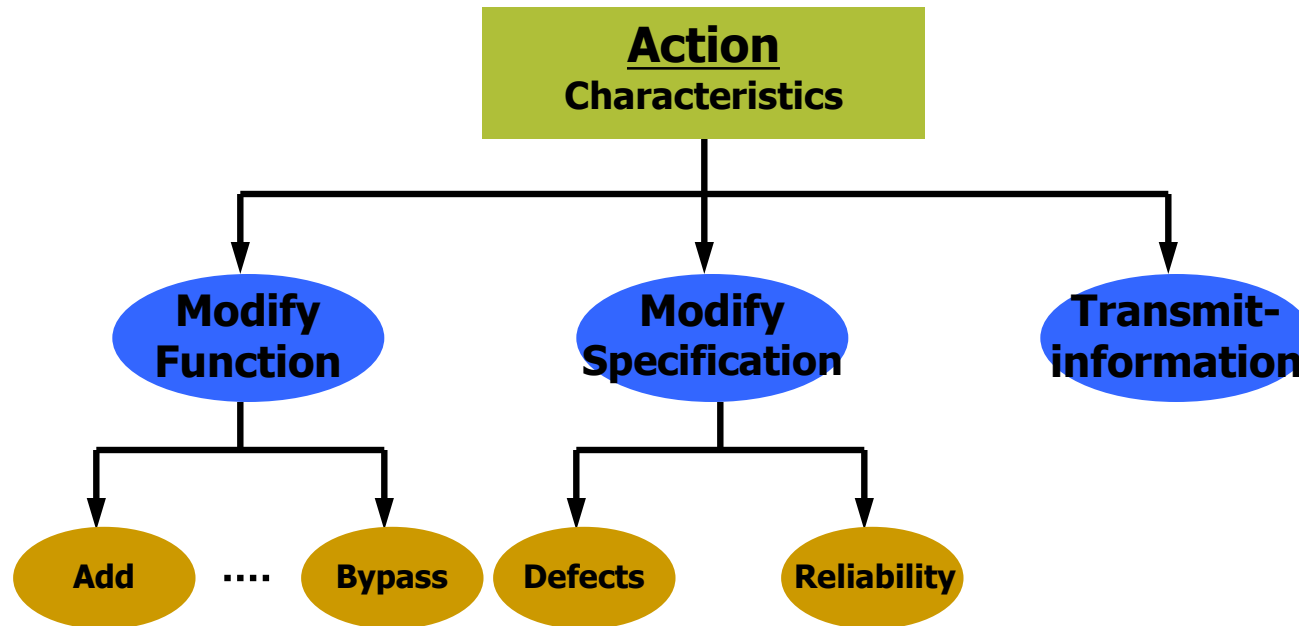 Action
Characteristics
Modify
Function
Modify
Specification
Transmit-
information
Add
....
Bypass
Defects
Reliability